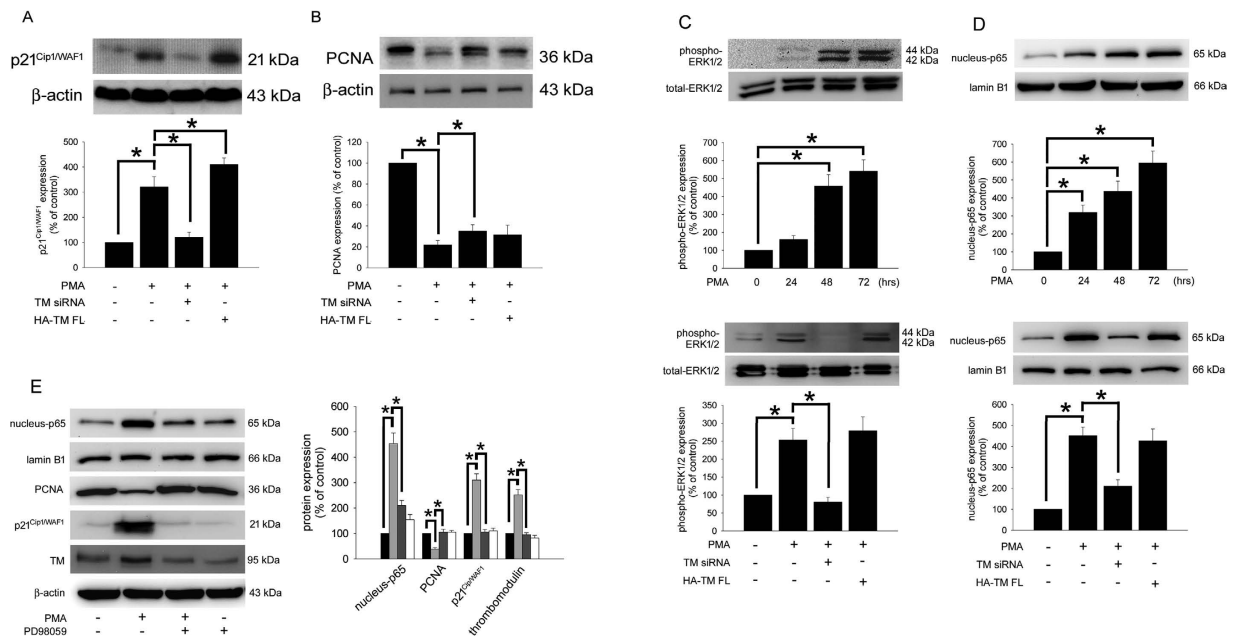 A
p21Cip1/WAF1
21 kDa
β-actin
43 kDa
p21Cip1/WAF1 expression
(% of control)
500
400
300
200
100
0
* * *
PMA - + + +
TM siRNA - - + -
HA-TM FL - - - +
B
PCNA
36 kDa
β-actin
43 kDa
PCNA expression (% of control)
120
100
80
60
40
20
0
* *
PMA - + + +
TM siRNA - - + -
HA-TM FL - - - +
C
phospho-
ERK1/2
44 kDa
42 kDa
total-ERK1/2
phospho-ERK1/2 expression
(% of control)
700
600
500
400
300
200
100
0
* *
PMA 0 24 48 72 (hrs)
phospho-
ERK1/2
44 kDa
42 kDa
total-ERK1/2
phospho-ERK1/2 expression
(% of control)
350
300
250
200
150
100
50
0
* *
PMA - + + +
TM siRNA - - + -
HA-TM FL - - - +
D
nucleus-p65
65 kDa
lamin B1
66 kDa
nucleus-p65 expression
(% of control)
800
700
600
500
400
300
200
100
0
* * *
PMA 0 24 48 72 (hrs)
nucleus-p65
65 kDa
lamin B1
66 kDa
nucleus-p65 expression
(% of control)
600
500
400
300
200
100
0
* *
PMA - + + +
TM siRNA - - + -
HA-TM FL - - - +
E
nucleus-p65
65 kDa
lamin B1
66 kDa
PCNA
36 kDa
p21Cip1/WAF1
21 kDa
TM
95 kDa
β-actin
43 kDa
PMA - + + -
PD98059 - - + +
protein expression
(% of control)
600
500
400
300
200
100
0
* * * * * * * *
nucleus-p65
PCNA
p21Cip1/WAF1
thrombomodulin